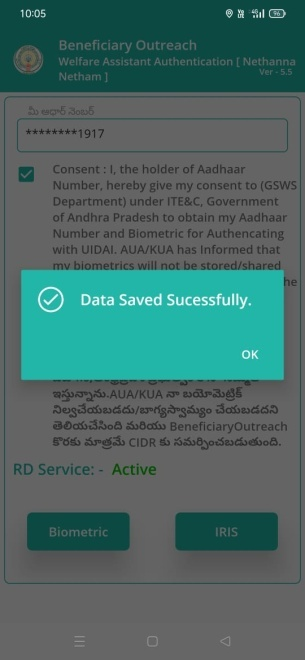 10:05
96
Beneficiary Outreach
Welfare Assistant Authentication [ Nethanna
Netham ]
Ver - 5.5
మీ ఆధార్ నెంబర్
********1917
Consent : I, the holder of Aadhaar
Number, hereby give my consent to (GSWS
Department) under ITE&C, Government
of Andhra Pradesh to obtain my Aadhaar
Number and Biometric for Authencating
with UIDAI. AUA/KUA has Informed that
my biometrics will not be stored/shared
he
Data Saved Sucessfully.
OK
ఇస్తున్నాను.AUA/KUA నా బయోమెట్రిక్
నిల్వచేయబడదు/బాగ్యస్వామ్యం చేయబడదని
తెలియచేసింది మరియు BeneficiaryOutreach
కొరకు మాత్రమే CIDR కు సమర్పించబడుతుంది.
RD Service: - Active
Biometric
IRIS